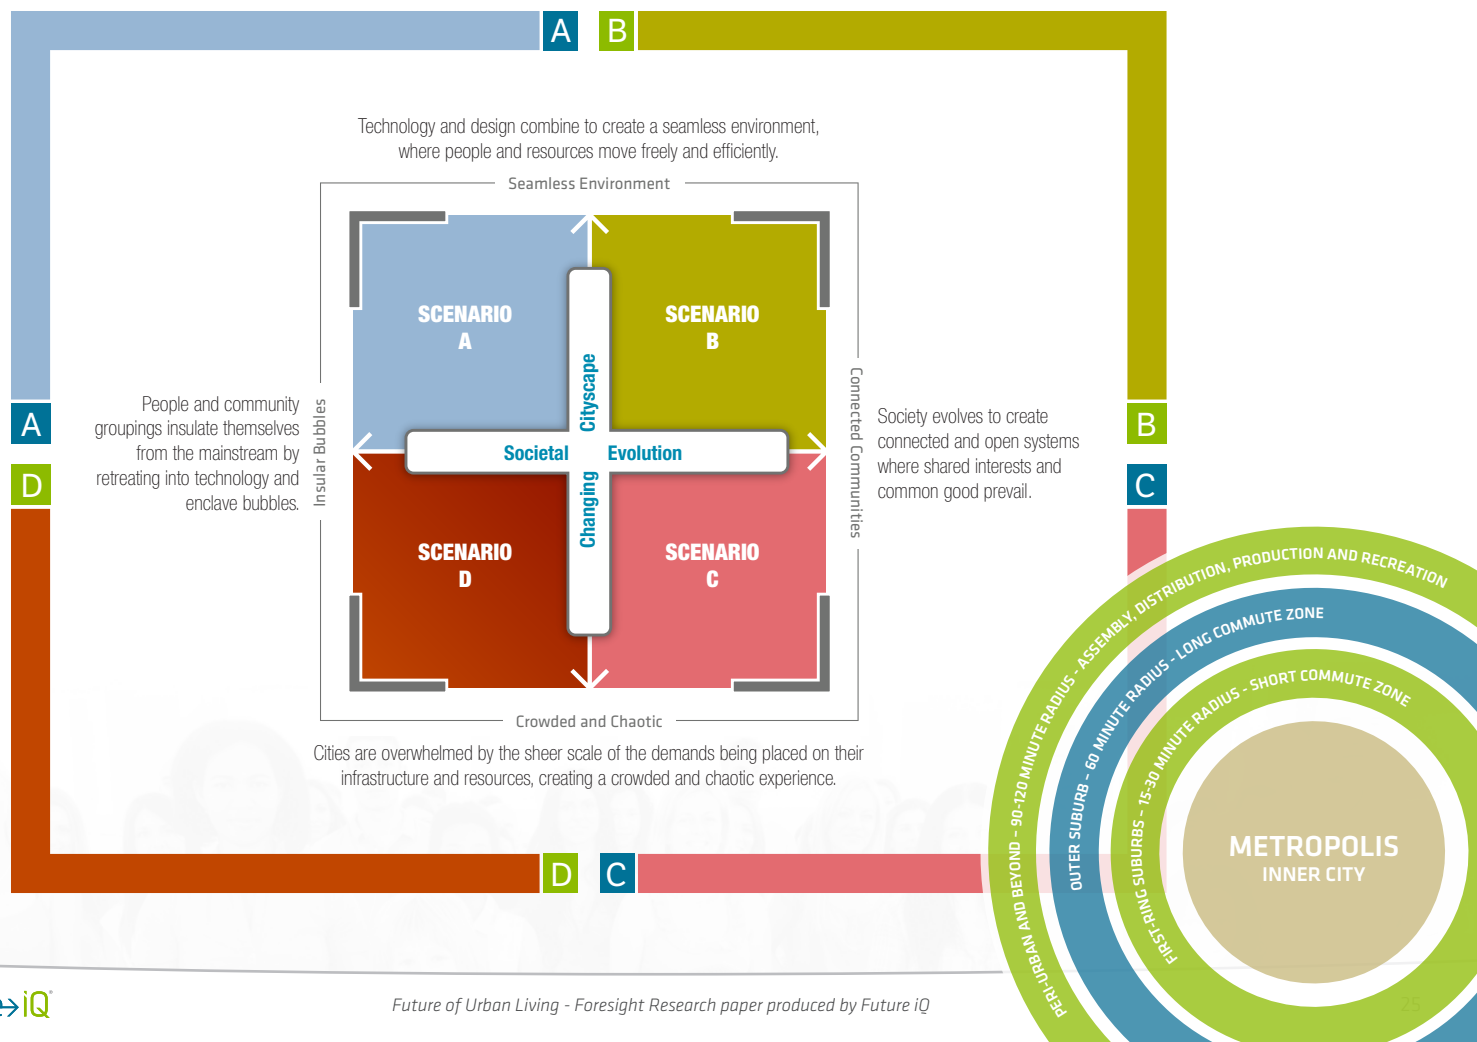 A B
Technology and design combine to create a seamless environment,
where people and resources move freely and efficiently.
Seamless Environment
SCENARIO
A
SCENARIO
B
Changing Cityscape
Societal Evolution
People and community
groupings insulate themselves
from the mainstream by
retreating into technology and
enclave bubbles.
Insular Bubbles
Connected Communities
Society evolves to create
connected and open systems
where shared interests and
common good prevail.
A
D
B
C
SCENARIO
D
SCENARIO
C
Crowded and Chaotic
Cities are overwhelmed by the sheer scale of the demands being placed on their
infrastructure and resources, creating a crowded and chaotic experience.
D C
PERI-URBAN AND BEYOND – 90-120 MINUTE RADIUS - ASSEMBLY, DISTRIBUTION, PRODUCTION AND RECREATION
OUTER SUBURB – 60 MINUTE RADIUS - LONG COMMUTE ZONE
FIRST-RING SUBURBS – 15-30 MINUTE RADIUS - SHORT COMMUTE ZONE
METROPOLIS
INNER CITY
iQ
Future of Urban Living - Foresight Research paper produced by Future iQ
25